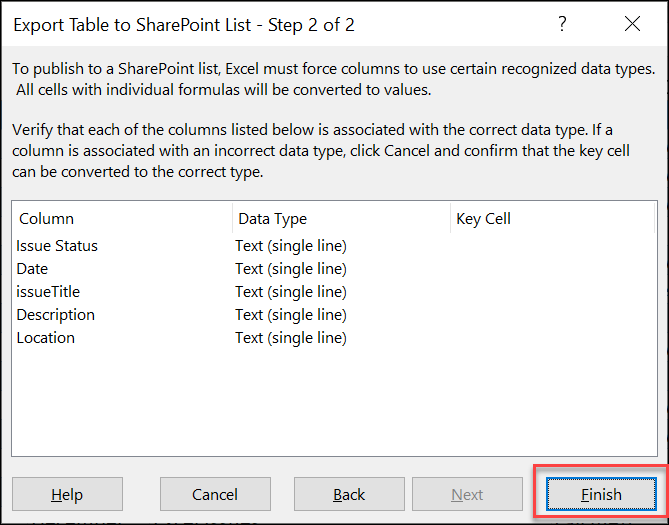 Export Table to SharePoint List - Step 2 of 2
?
To publish to a SharePoint list, Excel must force columns to use certain recognized data types.
All cells with individual formulas will be converted to values.
Verify that each of the columns listed below is associated with the correct data type. If a
column is associated with an incorrect data type, click Cancel and confirm that the key cell
can be converted to the correct type.
Column Data Type Key Cell
Issue Status Text (single line)
Date Text (single line)
issueTitle Text (single line)
Description Text (single line)
Location Text (single line)
Help Cancel Back Next Finish